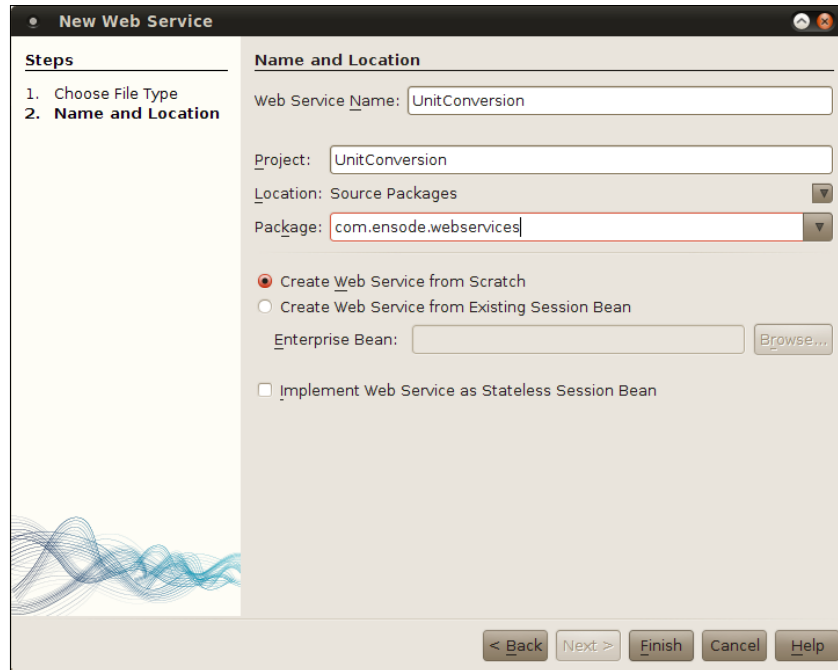 New Web Service
Steps
1. Choose File Type
2. Name and Location
Name and Location
Web Service Name: UnitConversion
Project: UnitConversion
Location: Source Packages
Package: com.ensode.webservices
Create Web Service from Scratch
Create Web Service from Existing Session Bean
Enterprise Bean: Browse...
Implement Web Service as Stateless Session Bean
< Back Next > Finish Cancel Help